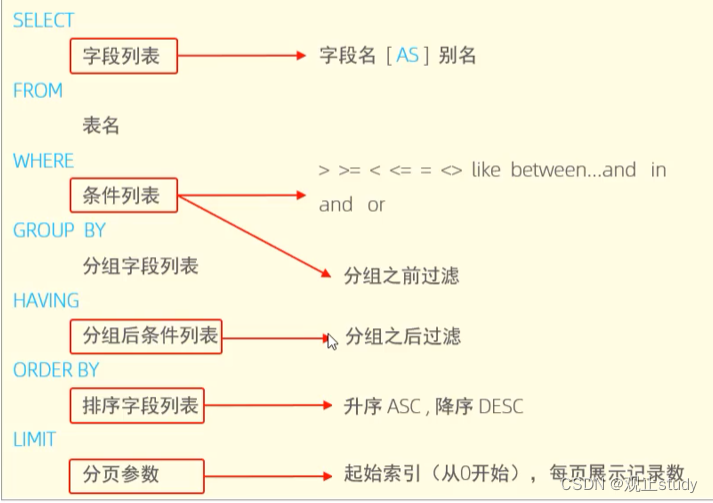 SELECT
字段列表 字段名 [ AS ] 别名
FROM
表名
WHERE
> >= < <= = <> like between...and in
条件列表
and or
GROUP BY
分组字段列表
分组之前过滤
HAVING
分组后条件列表 分组之后过滤
ORDER BY
排序字段列表 升序 ASC , 降序 DESC
LIMIT
分页参数 起始索引（从0开始），每页展示记录数
CSDN @观止study